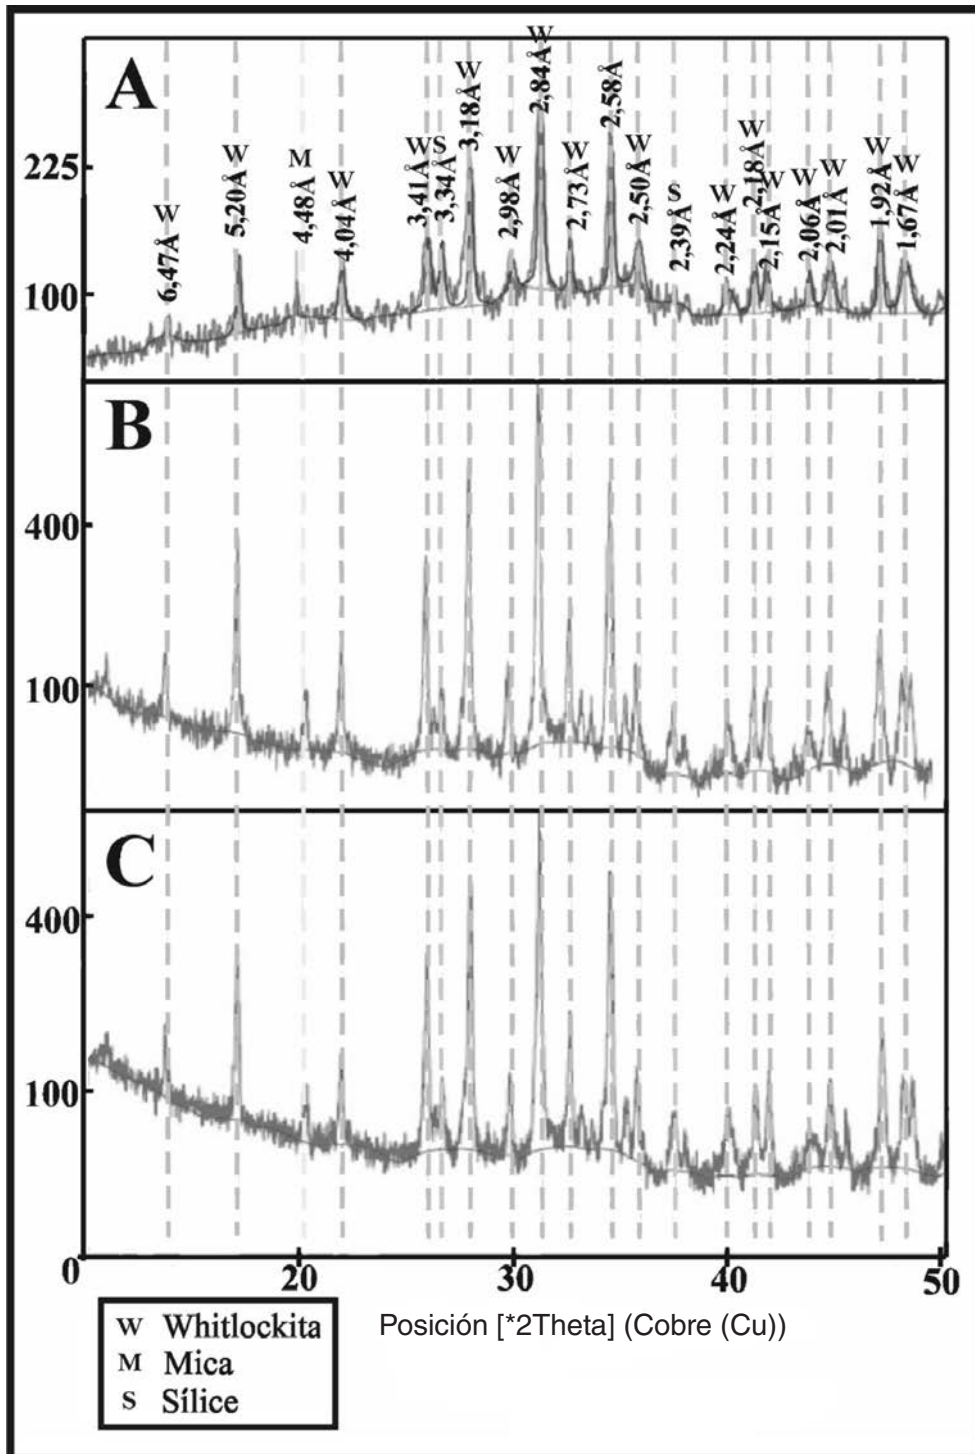 A
W 6,47Å
W 5,20Å
M 4,48Å
W 4,04Å
W 3,41Å
S 3,34Å
W 3,18Å
W 2,98Å
W 2,84Å
W 2,73Å
2,58Å
W 2,50Å
S 2,39Å
W 2,24Å
W 2,18Å
W 2,15Å
W 2,06Å
W 2,01Å
W 1,92Å
W 1,67Å
225
100
B
400
100
C
400
100
0
20
30
40
50
Posición [*2Theta] (Cobre (Cu))
W Whitlockita
M Mica
S Sílice